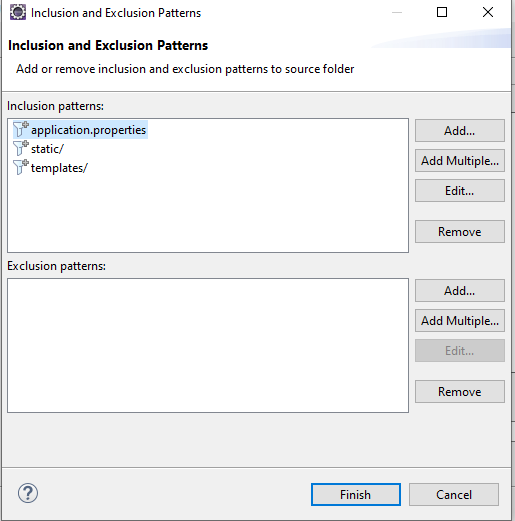 Inclusion and Exclusion Patterns
Inclusion and Exclusion Patterns
Add or remove inclusion and exclusion patterns to source folder
Inclusion patterns:
application.properties
static/
templates/
Add...
Add Multiple...
Edit...
Remove
Exclusion patterns:
Add...
Add Multiple...
Edit...
Remove
?
Finish
Cancel